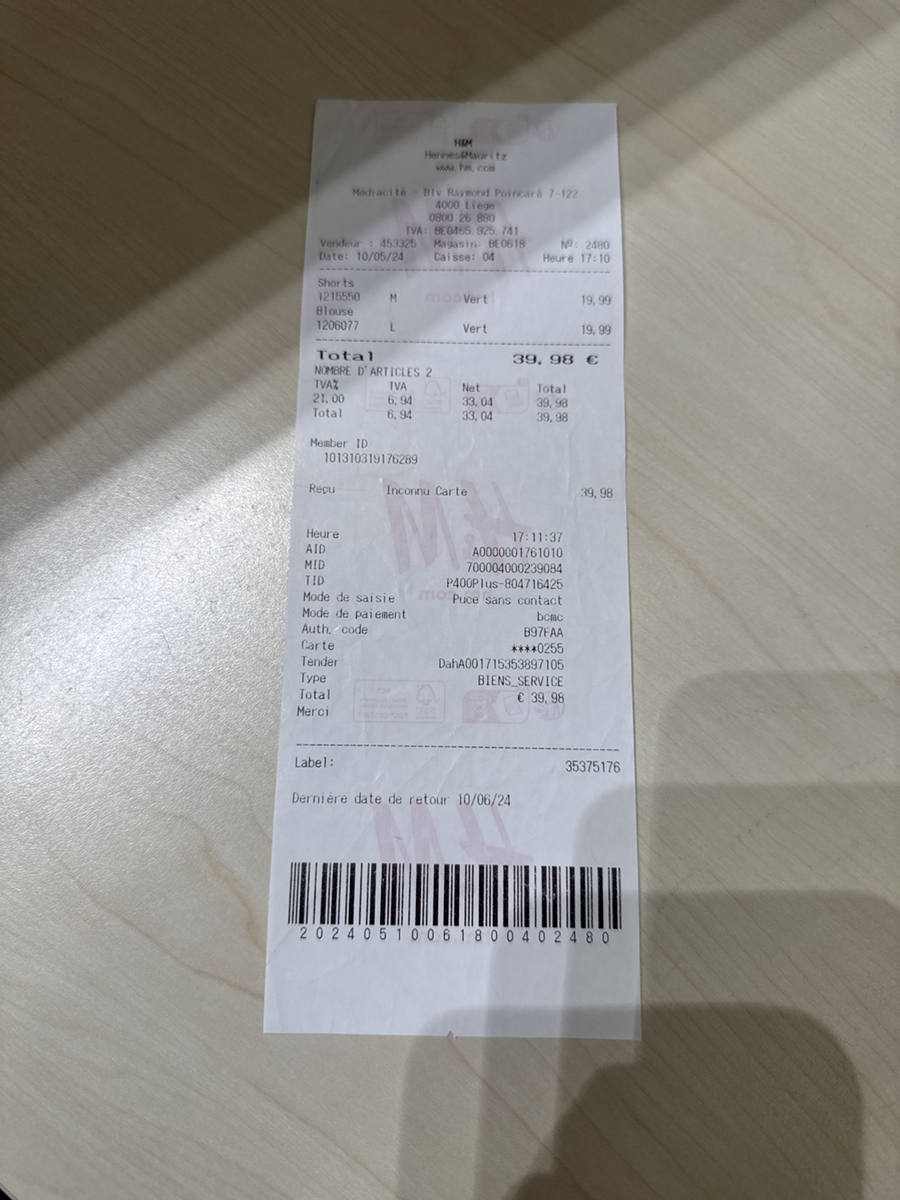 H&M
Hennes&Mauritz
www.hm.com
Médiacité - Blv Raymond Poincaré 7-122
4000 Liege
0800 26 880
TVA: BE0465.925.741
Vendeur : 453325 Magasin: BE0618 Nº: 2480
Date: 10/05/24 Caisse: 04 Heure 17:10
Shorts
1215550 M Vert 19,99
Blouse
1206077 L Vert 19,99
Total 39,98 €
NOMBRE D'ARTICLES 2
TVA% TVA Net Total
21,00 6,94 33,04 39,98
Total 6,94 33,04 39,98
Member ID
101310319176289
Reçu Inconnu Carte 39,98
Heure 17:11:37
AID A0000001761010
MID 700004000239084
TID P400Plus-804716425
Mode de saisie Puce sans contact
Mode de paiement bcmc
Auth. code B97FAA
Carte ****0255
Tender DahA001715353897105
Type BIENS_SERVICE
Total € 39,98
Merci
Label: 35375176
Dernière date de retour 10/06/24
2024051006180 0402480